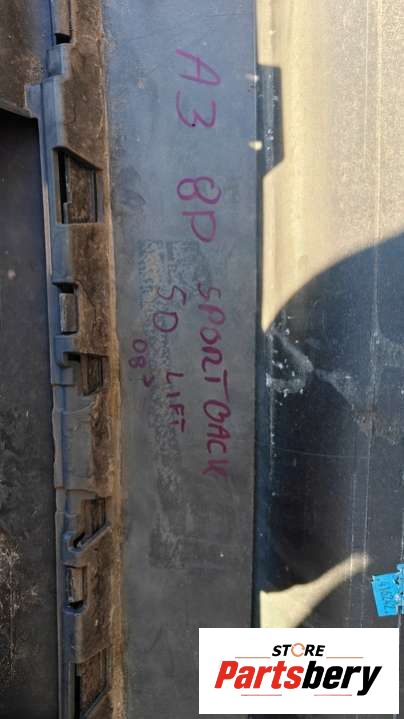 A3 8P SPORTBACK
5D LIFT
08>
STORE
Partsbery